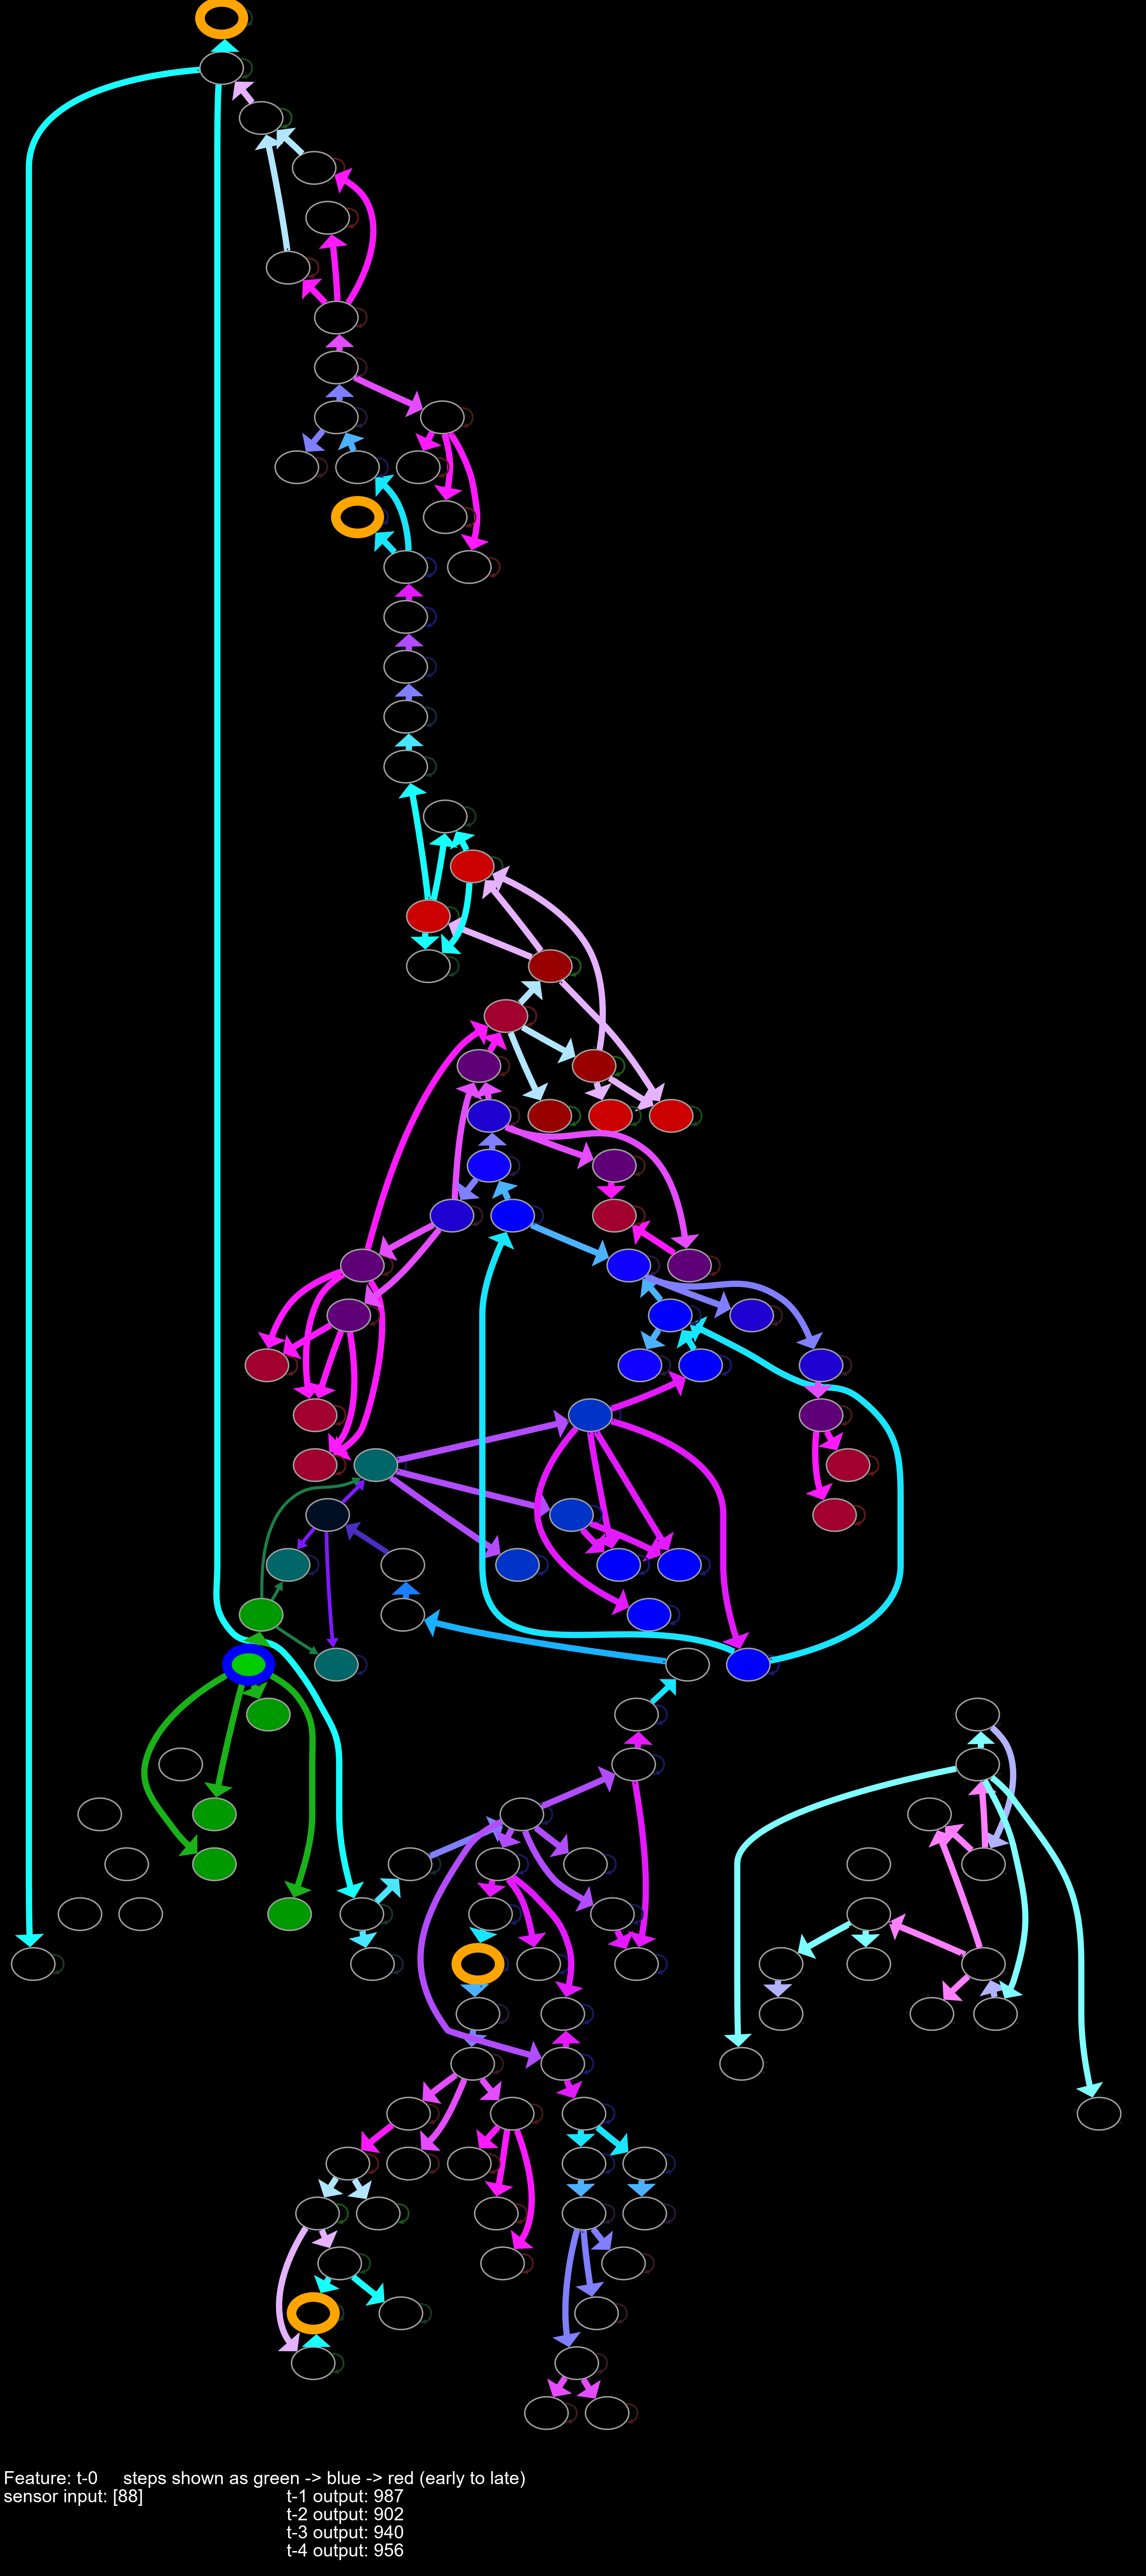 Feature: t-0 steps shown as green -> blue -> red (early to late)
sensor input: [88] t-1 output: 987
t-2 output: 902
t-3 output: 940
t-4 output: 956